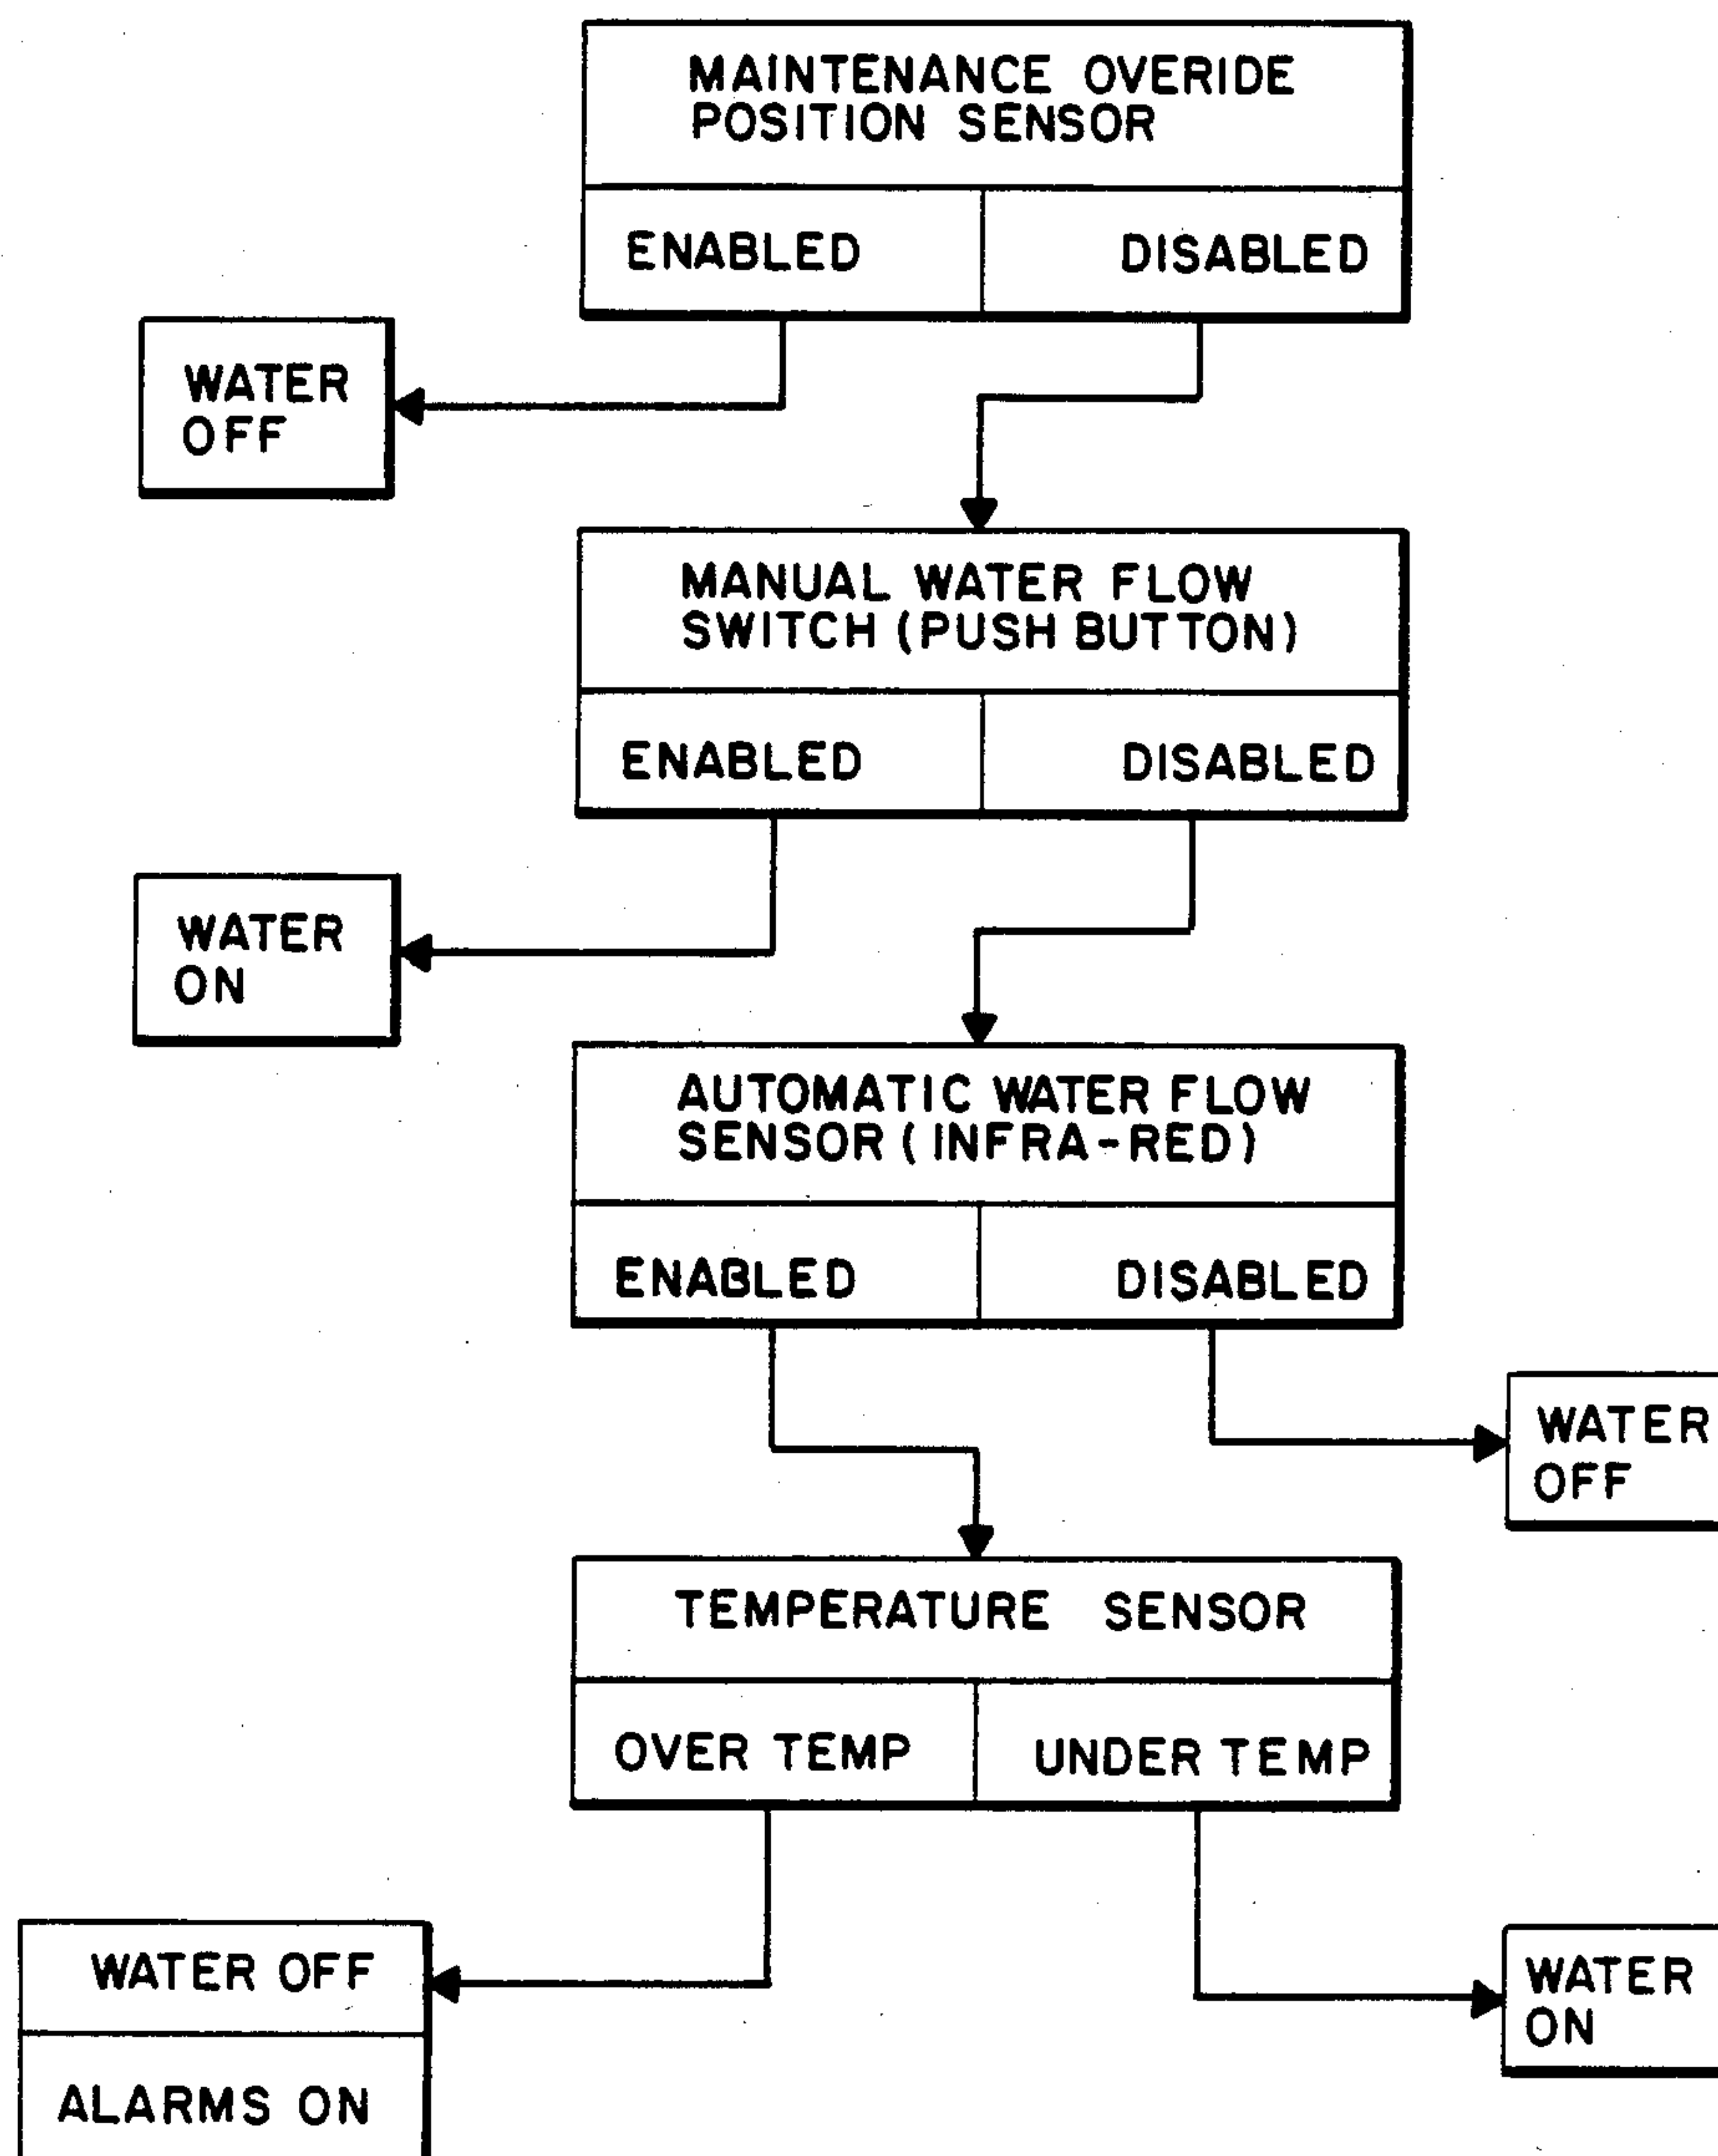 MAINTENANCE OVERIDE
POSITION SENSOR
ENABLED
DISABLED
WATER
OFF
MANUAL WATER FLOW
SWITCH (PUSH BUTTON)
ENABLED
DISABLED
WATER
ON
AUTOMATIC WATER FLOW
SENSOR (INFRA-RED)
ENABLED
DISABLED
WATER
OFF
TEMPERATURE SENSOR
OVER TEMP
UNDER TEMP
WATER OFF
ALARMS ON
WATER
ON